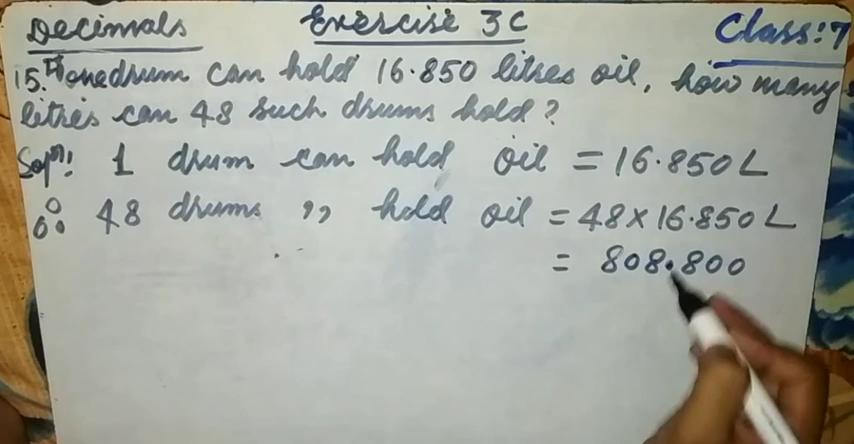 Decimals Exercise 3C Class:7
15. If one drum can hold 16.850 litres oil, how many
litres can 48 such drums hold?
Sopn: 1 drum can hold oil = 16.850 L
∴ 48 drums ,, hold oil = 48×16.850 L
= 808.800